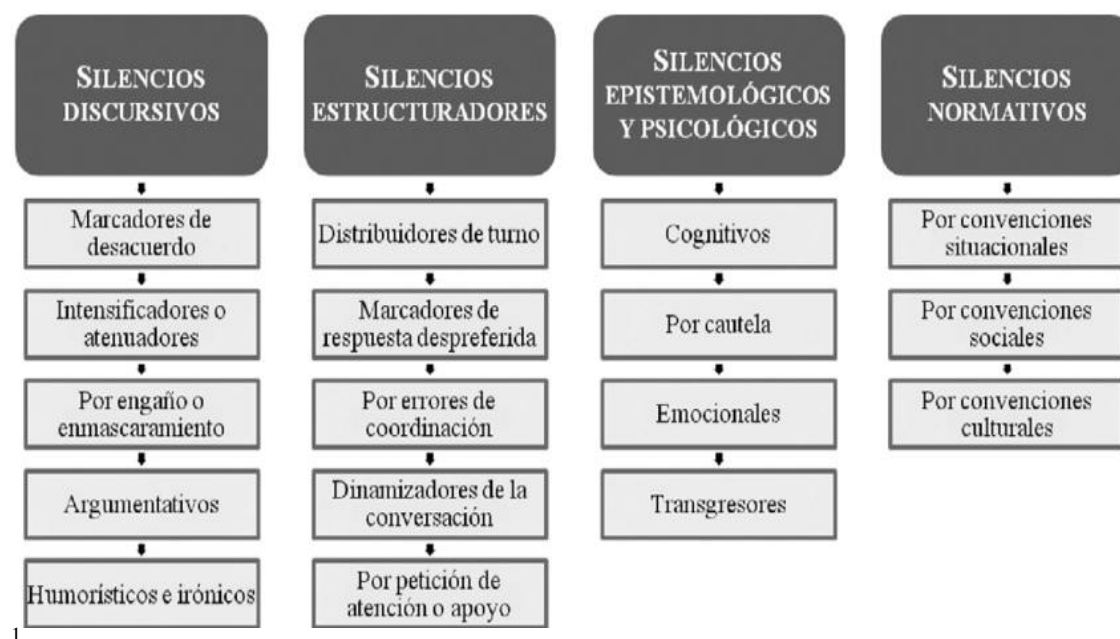 SILENCIOS
DISCURSIVOS
Marcadores de
desacuerdo
Intensificadores o
atenuadores
Por engaño o
enmascaramiento
Argumentativos
Humorísticos e irónicos
SILENCIOS
ESTRUCTURADORES
Distribuidores de turno
Marcadores de
respuesta despreferida
Por errores de
coordinación
Dinamizadores de la
conversación
Por petición de
atención o apoyo
SILENCIOS
EPISTEMOLÓGICOS
Y PSICOLÓGICOS
Cognitivos
Por cautela
Emocionales
Transgresores
SILENCIOS
NORMATIVOS
Por convenciones
situacionales
Por convenciones
sociales
Por convenciones
culturales
1